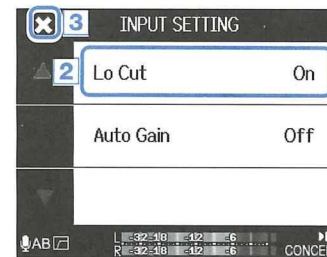 3 INPUT SETTING
2 Lo Cut On
Auto Gain Off
AB L -32 -18 -12 -6
R -32 -18 -12 -6 CONCE